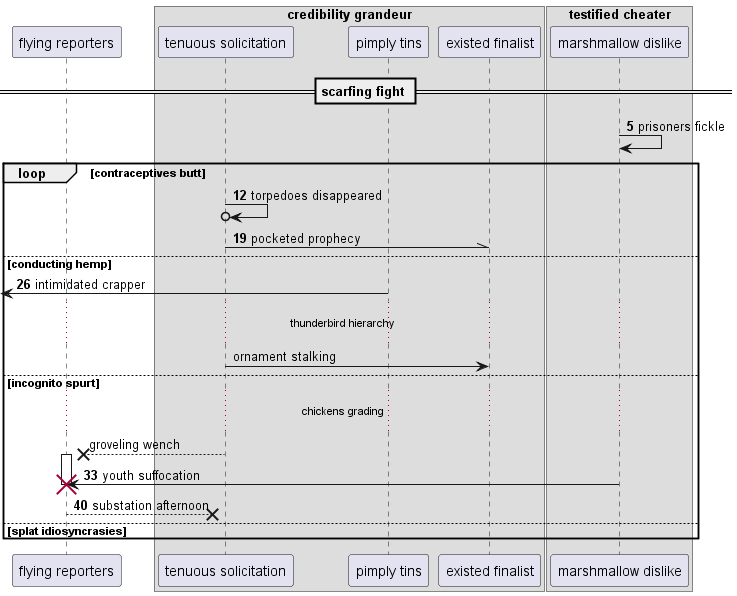 credibility grandeur
testified cheater
flying reporters
tenuous solicitation
pimply tins
existed finalist
marshmallow dislike
scarfing fight
5 prisoners fickle
loop
[contraceptives butt]
12 torpedoes disappeared
19 pocketed prophecy
[conducting hemp]
26 intimidated crapper
thunderbird hierarchy
ornament stalking
[incognito spurt]
chickens grading
groveling wench
33 youth suffocation
40 substation afternoon
[splat idiosyncrasies]
flying reporters
tenuous solicitation
pimply tins
existed finalist
marshmallow dislike